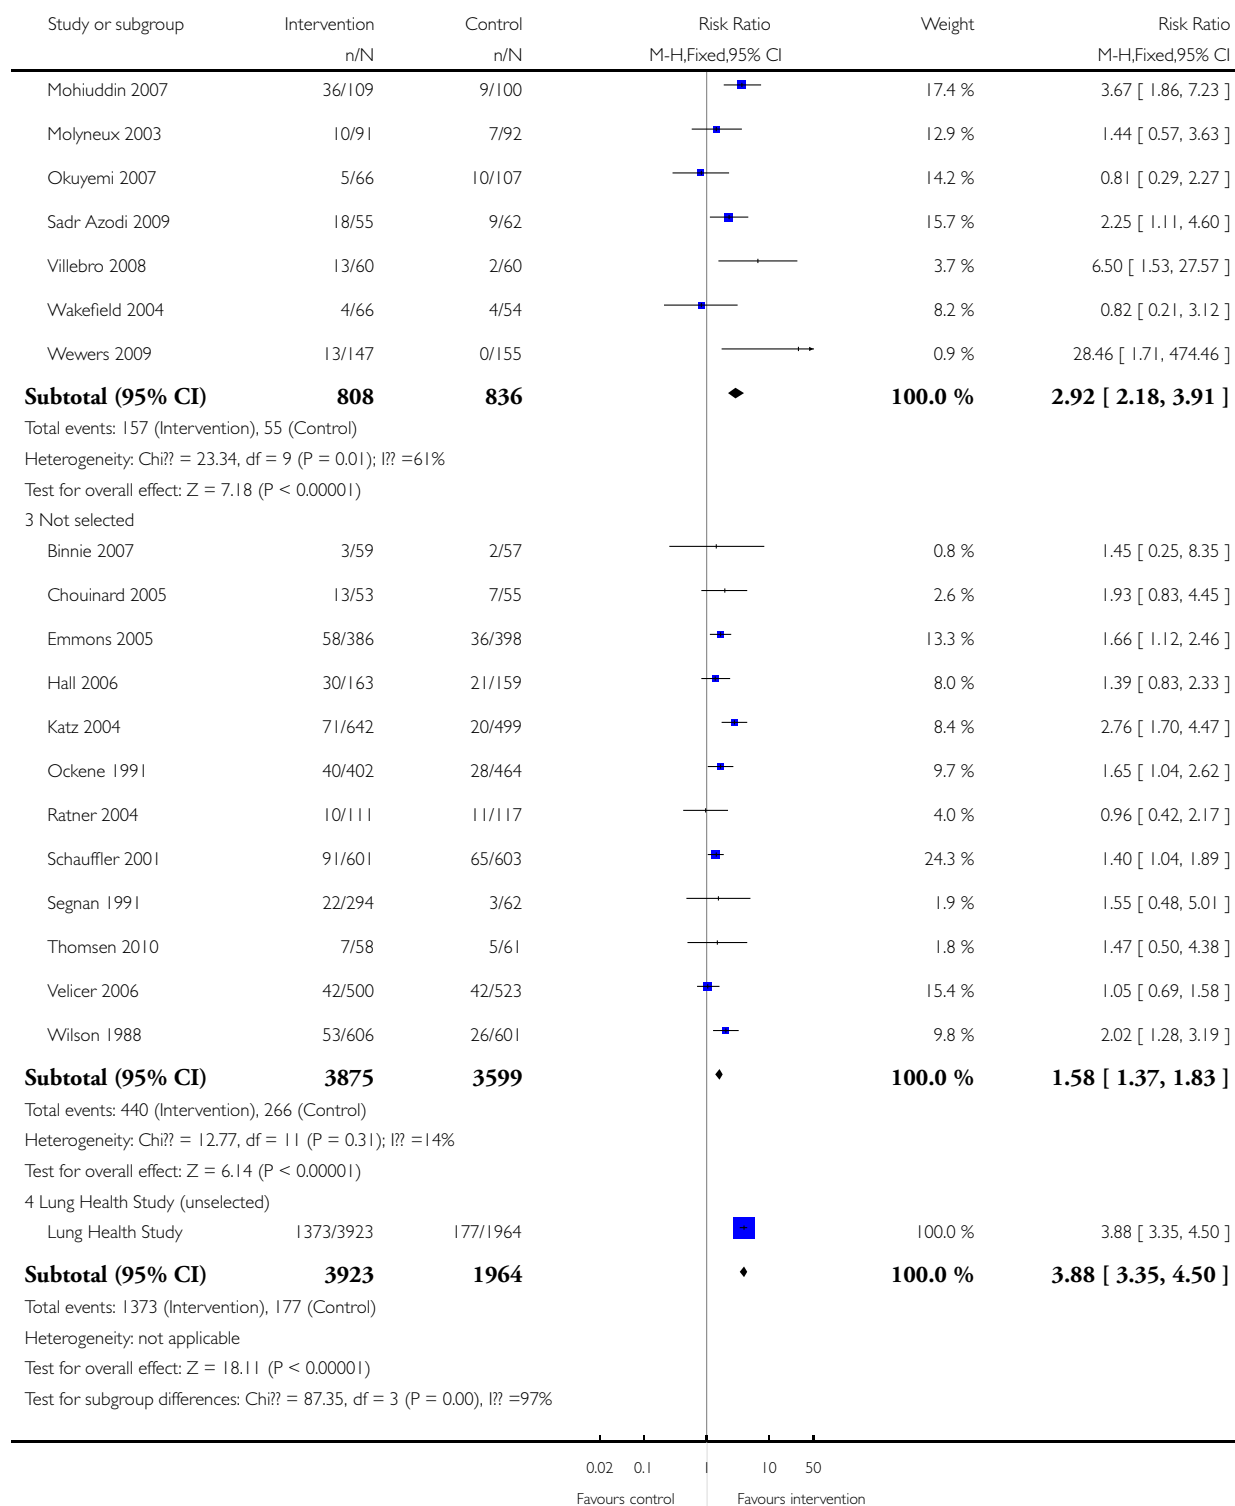 Study or subgroup Intervention Control Risk Ratio Weight Risk Ratio
n/N n/N M-H,Fixed,95% CI M-H,Fixed,95% CI
Mohiuddin 2007 36/109 9/100 17.4 % 3.67 [ 1.86, 7.23 ]
Molyneux 2003 10/91 7/92 12.9 % 1.44 [ 0.57, 3.63 ]
Okuyemi 2007 5/66 10/107 14.2 % 0.81 [ 0.29, 2.27 ]
Sadr Azodi 2009 18/55 9/62 15.7 % 2.25 [ 1.11, 4.60 ]
Villebro 2008 13/60 2/60 3.7 % 6.50 [ 1.53, 27.57 ]
Wakefield 2004 4/66 4/54 8.2 % 0.82 [ 0.21, 3.12 ]
Wewers 2009 13/147 0/155 0.9 % 28.46 [ 1.71, 474.46 ]
Subtotal (95% CI) 808 836 100.0 % 2.92 [ 2.18, 3.91 ]
Total events: 157 (Intervention), 55 (Control)
Heterogeneity: Chi?? = 23.34, df = 9 (P = 0.01); I?? =61%
Test for overall effect: Z = 7.18 (P < 0.00001)
3 Not selected
Binnie 2007 3/59 2/57 0.8 % 1.45 [ 0.25, 8.35 ]
Chouinard 2005 13/53 7/55 2.6 % 1.93 [ 0.83, 4.45 ]
Emmons 2005 58/386 36/398 13.3 % 1.66 [ 1.12, 2.46 ]
Hall 2006 30/163 21/159 8.0 % 1.39 [ 0.83, 2.33 ]
Katz 2004 71/642 20/499 8.4 % 2.76 [ 1.70, 4.47 ]
Ockene 1991 40/402 28/464 9.7 % 1.65 [ 1.04, 2.62 ]
Ratner 2004 10/111 11/117 4.0 % 0.96 [ 0.42, 2.17 ]
Schauffler 2001 91/601 65/603 24.3 % 1.40 [ 1.04, 1.89 ]
Segnan 1991 22/294 3/62 1.9 % 1.55 [ 0.48, 5.01 ]
Thomsen 2010 7/58 5/61 1.8 % 1.47 [ 0.50, 4.38 ]
Velicer 2006 42/500 42/523 15.4 % 1.05 [ 0.69, 1.58 ]
Wilson 1988 53/606 26/601 9.8 % 2.02 [ 1.28, 3.19 ]
Subtotal (95% CI) 3875 3599 100.0 % 1.58 [ 1.37, 1.83 ]
Total events: 440 (Intervention), 266 (Control)
Heterogeneity: Chi?? = 12.77, df = 11 (P = 0.31); I?? =14%
Test for overall effect: Z = 6.14 (P < 0.00001)
4 Lung Health Study (unselected)
Lung Health Study 1373/3923 177/1964 100.0 % 3.88 [ 3.35, 4.50 ]
Subtotal (95% CI) 3923 1964 100.0 % 3.88 [ 3.35, 4.50 ]
Total events: 1373 (Intervention), 177 (Control)
Heterogeneity: not applicable
Test for overall effect: Z = 18.11 (P < 0.00001)
Test for subgroup differences: Chi?? = 87.35, df = 3 (P = 0.00), I?? =97%
0.02 0.1 1 10 50
Favours control Favours intervention